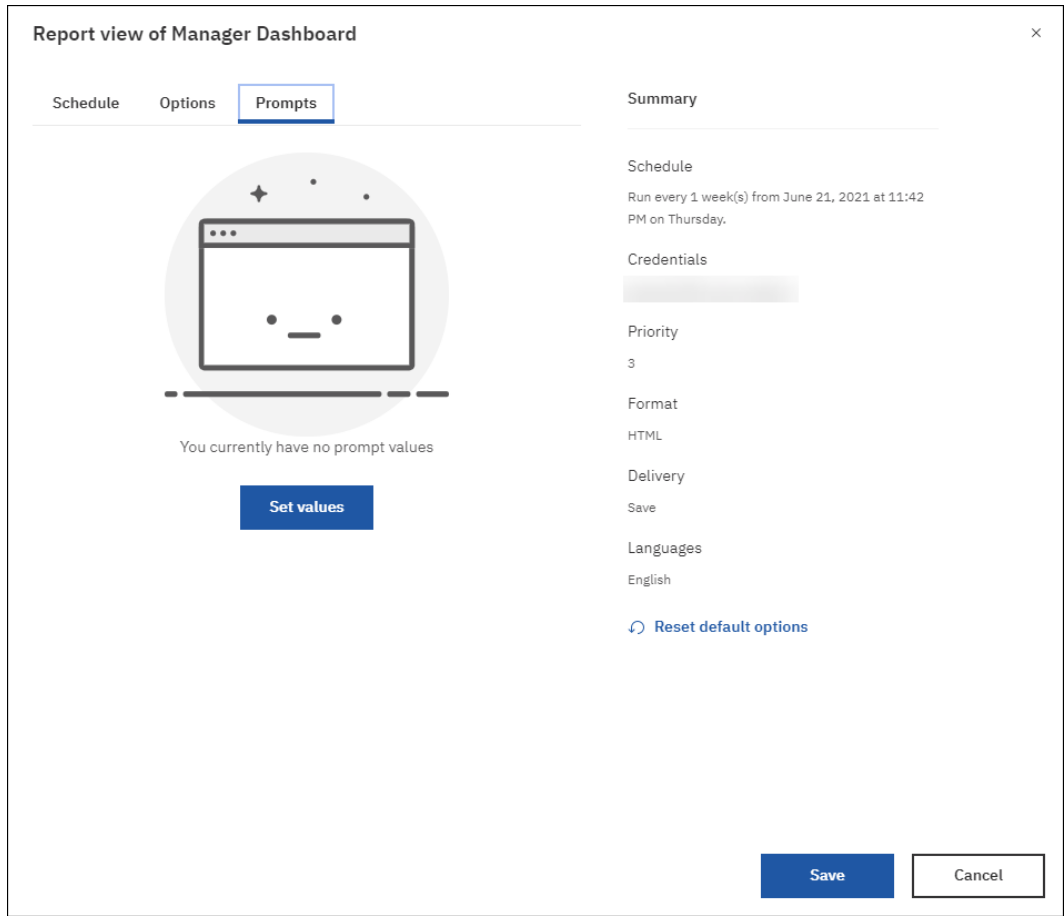 Report view of Manager Dashboard
Schedule
Options
Prompts
You currently have no prompt values
Set values
Summary
Schedule
Run every 1 week(s) from June 21, 2021 at 11:42
PM on Thursday.
Credentials
Priority
3
Format
HTML
Delivery
Save
Languages
English
Reset default options
Save
Cancel